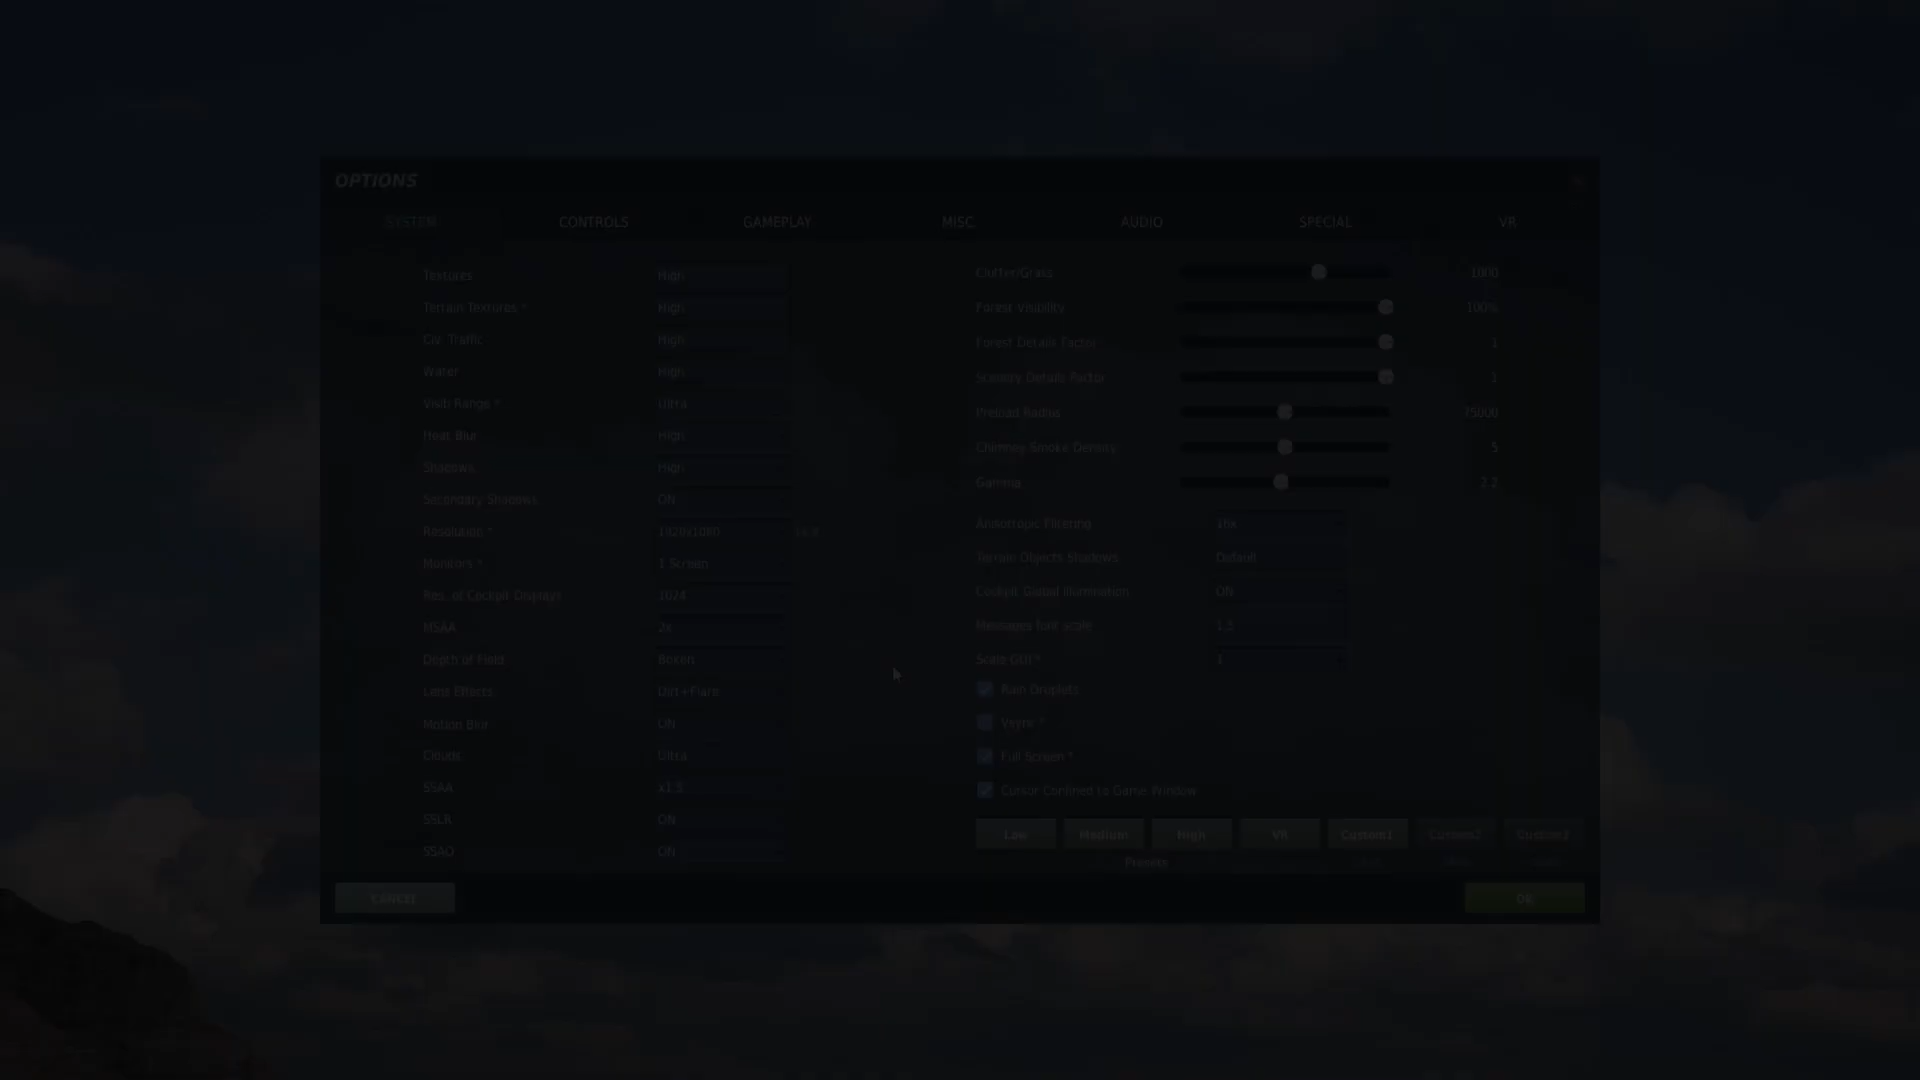 OPTIONS
SYSTEM CONTROLS GAMEPLAY MISC. AUDIO SPECIAL VR
Textures High
Terrain Textures * High
Civ. Traffic High
Water High
Visib Range * Ultra
Heat Blur High
Shadows High
Secondary Shadows ON
Resolution * 1920x1080 16:9
Monitors * 1 Screen
Res. of Cockpit Displays 1024
MSAA 2x
Depth of Field Bokeh
Lens Effects Dirt+Flare
Motion Blur ON
Clouds Ultra
SSAA x1.5
SSLR ON
SSAO ON
Clutter/Grass 1000
Forest Visibility 100%
Forest Details Factor 1
Scenery Details Factor 1
Preload Radius 75000
Chimney Smoke Density 5
Gamma 2.2
Anisotropic Filtering 16x
Terrain Objects Shadows Default
Cockpit Global Illumination ON
Messages font scale 1.5
Scale GUI * 1
Rain Droplets
Vsync *
Full Screen *
Cursor Confined to Game Window
Low Medium High VR Custom1 Custom2 Custom3
Presets
CANCEL OK